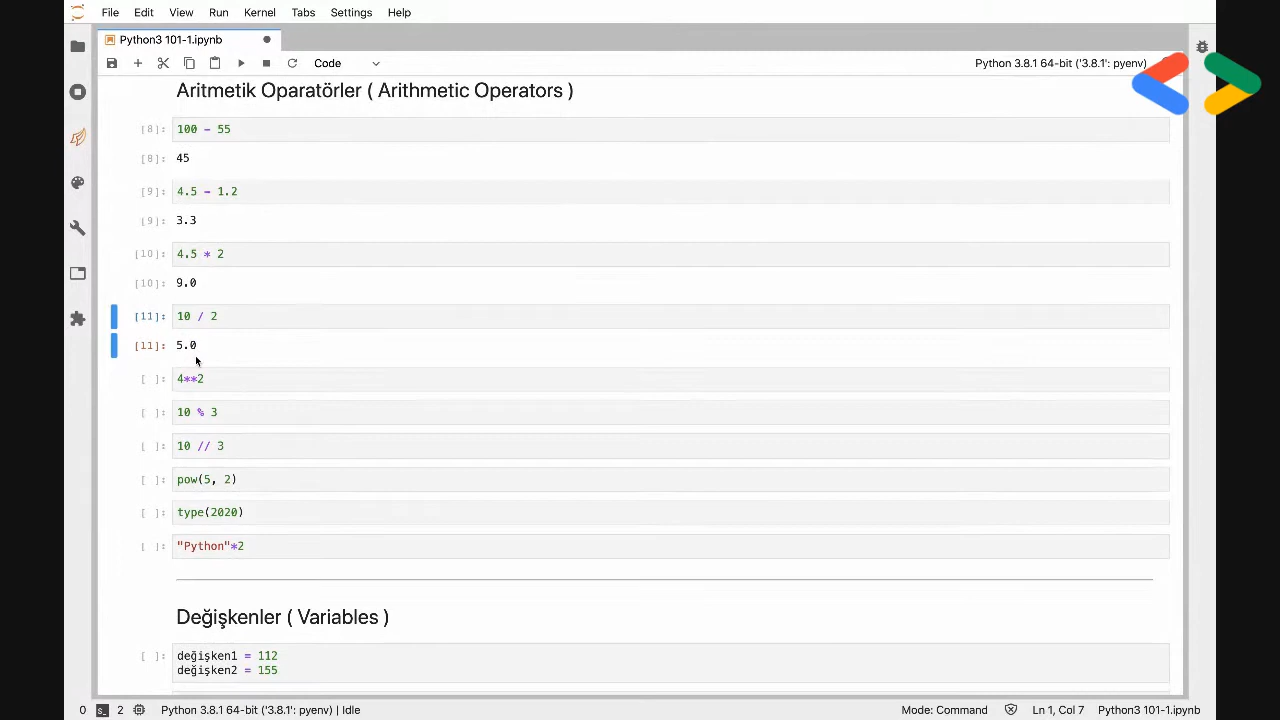 File Edit View Run Kernel Tabs Settings Help
Python3 101-1.ipynb
Code
Python 3.8.1 64-bit ('3.8.1': pyenv)
Aritmetik Oparatörler ( Arithmetic Operators )
[8]: 100 - 55
[8]: 45
[9]: 4.5 - 1.2
[9]: 3.3
[10]: 4.5 * 2
[10]: 9.0
[11]: 10 / 2
[11]: 5.0
[ ]: 4**2
[ ]: 10 % 3
[ ]: 10 // 3
[ ]: pow(5, 2)
[ ]: type(2020)
[ ]: "Python"*2
Değişkenler ( Variables )
[ ]: değişken1 = 112
değişken2 = 155
0 2 Python 3.8.1 64-bit ('3.8.1': pyenv) | Idle Mode: Command Ln 1, Col 7 Python3 101-1.ipynb